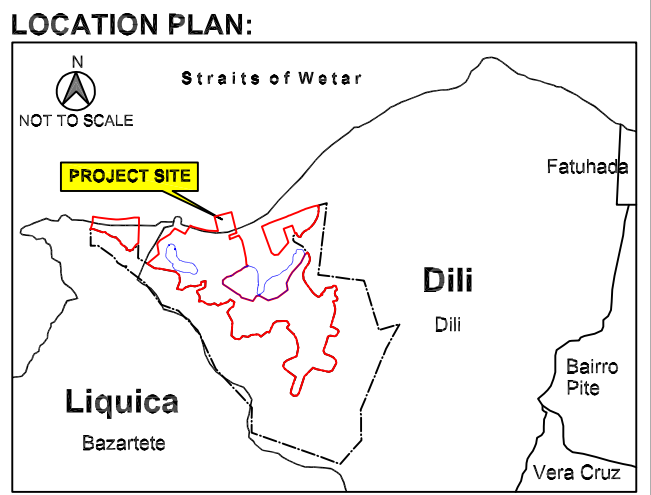 LOCATION PLAN:
N
Straits of Wetar
NOT TO SCALE
Fatuhada
PROJECT SITE
Dili
Dili
Bairro
Pite
Liquica
Bazartete
Vera Cruz